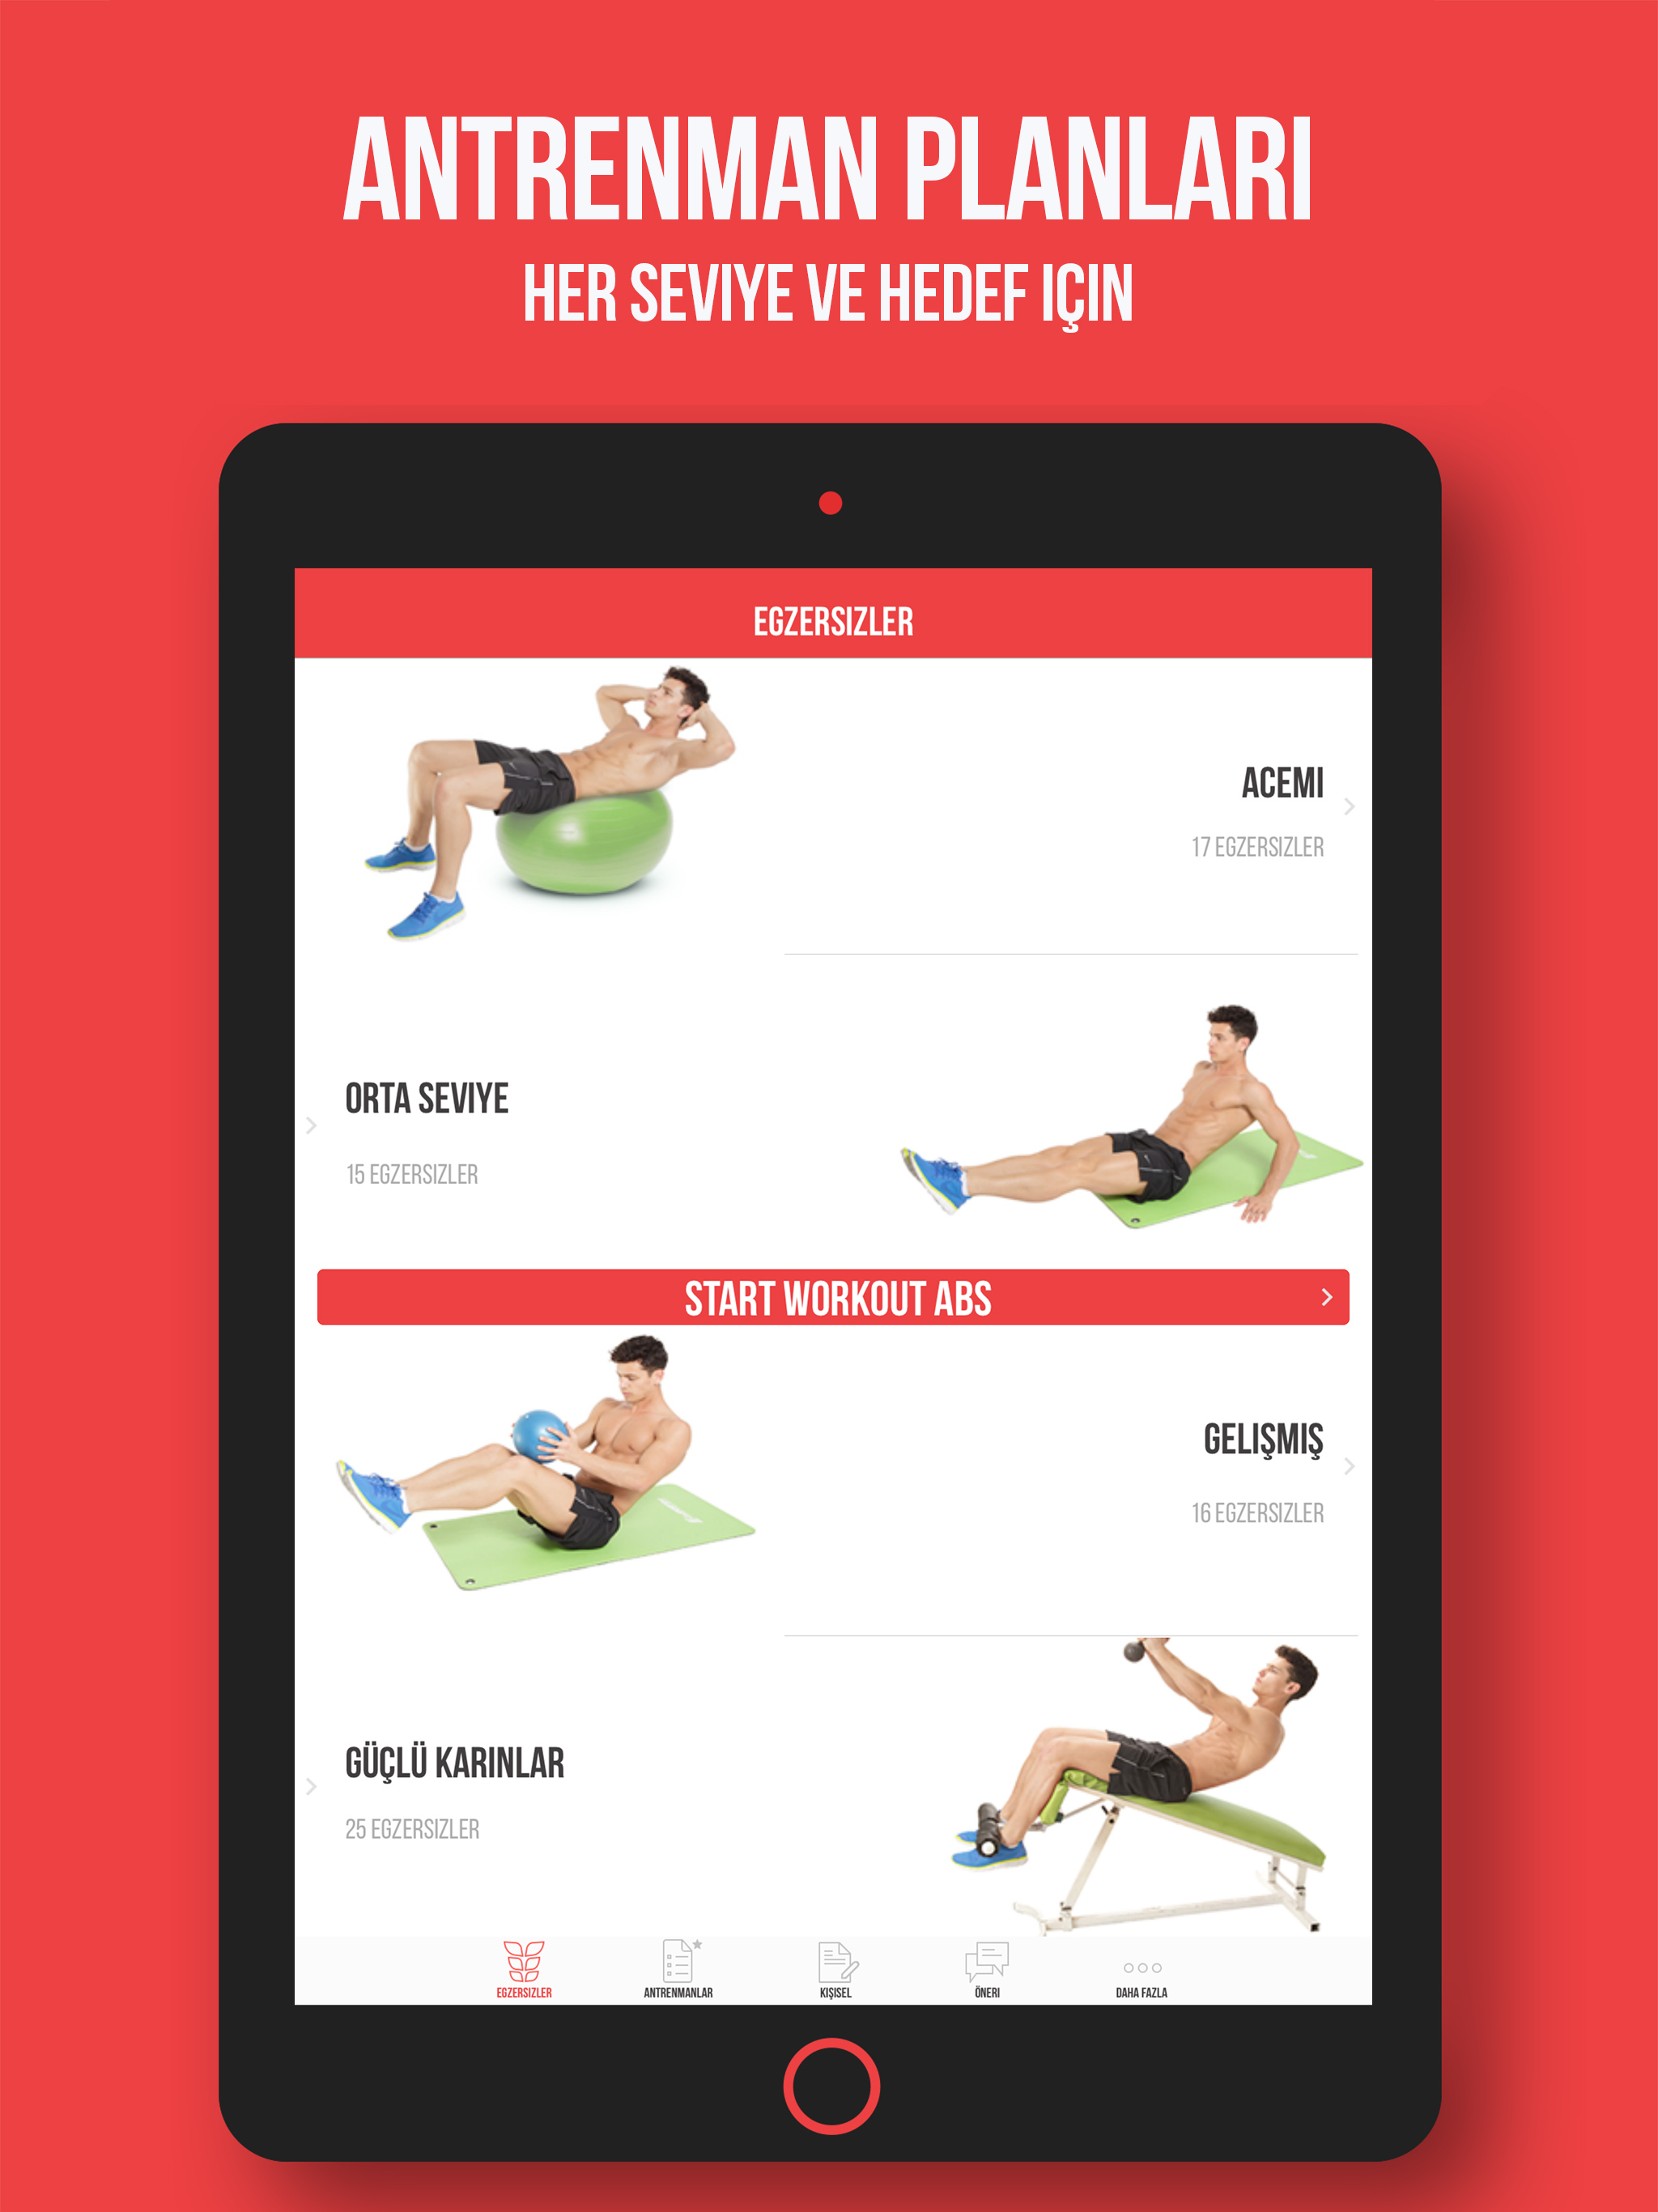 ANTRENMAN PLANLARI
HER SEVIYE VE HEDEF IÇIN
EGZERSIZLER
ACEMI
17 EGZERSIZLER
ORTA SEVIYE
15 EGZERSIZLER
START WORKOUT ABS
GELIŞMIŞ
16 EGZERSIZLER
GÜÇLÜ KARINLAR
25 EGZERSIZLER
EGZERSIZLER
ANTRENMANLAR
KIŞISEL
ÖNERI
DAHA FAZLA